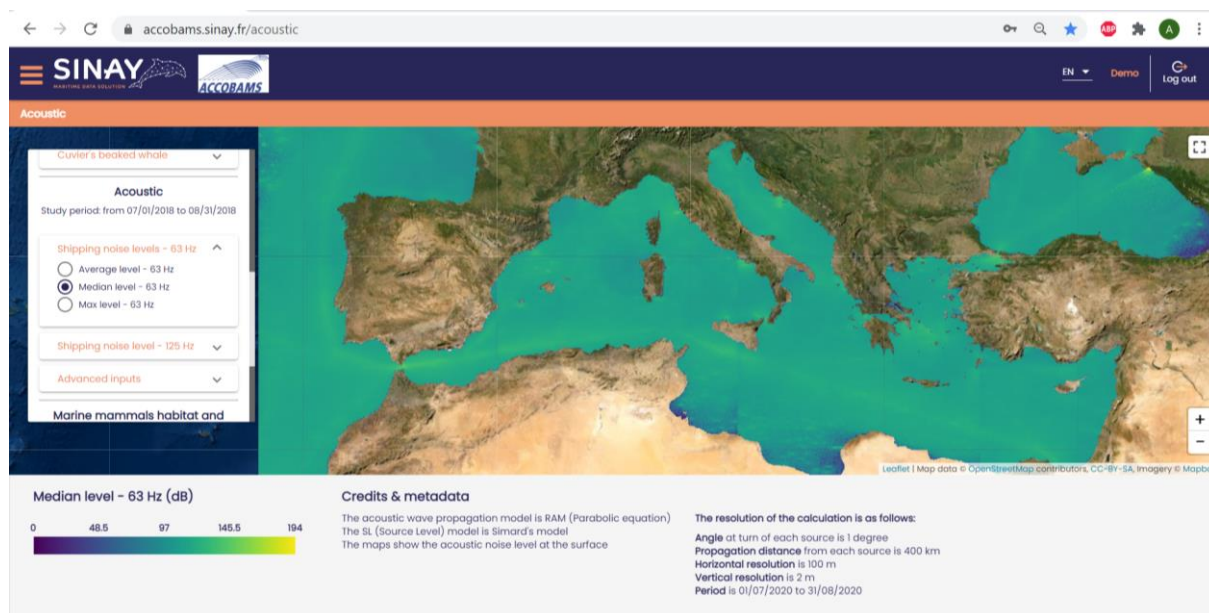 accobams.sinay.fr/acoustic
ABP
A
SINAY
MARITIME DATA SOLUTION
ACCOBAMS
EN
Demo
Log out
Acoustic
Cuvier's beaked whale
Acoustic
Study period: from 07/01/2018 to 08/31/2018
Shipping noise levels - 63 Hz
Average level - 63 Hz
Median level - 63 Hz
Max level - 63 Hz
Shipping noise level - 125 Hz
Advanced inputs
Marine mammals habitat and
+
−
Leaflet | Map data © OpenStreetMap contributors, CC-BY-SA, Imagery © Mapbo
Median level - 63 Hz (dB)
0 48.5 97 145.5 194
Credits & metadata
The acoustic wave propagation model is RAM (Parabolic equation)
The SL (Source Level) model is Simard's model
The maps show the acoustic noise level at the surface
The resolution of the calculation is as follows:
Angle at turn of each source is 1 degree
Propagation distance from each source is 400 km
Horizontal resolution is 100 m
Vertical resolution is 2 m
Period is 01/07/2020 to 31/08/2020